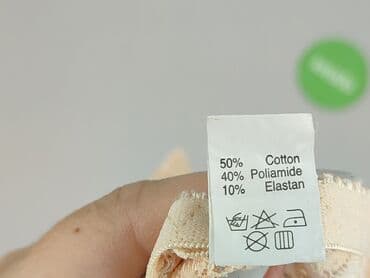 50% Cotton
40% Poliamide
10% Elastan